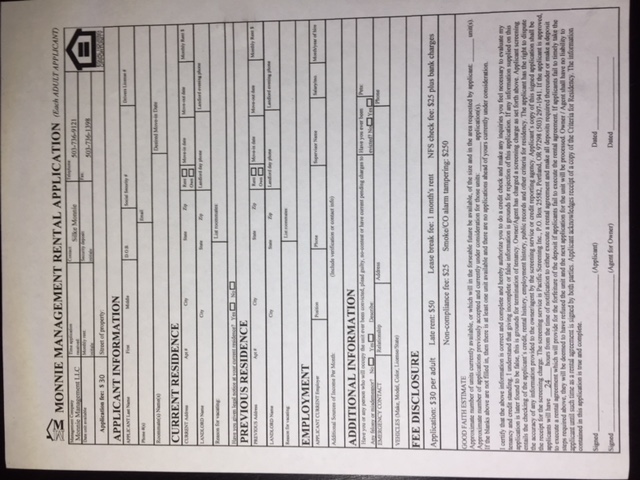 MONNIE MANAGEMENT RENTAL APPLICATION (Each ADULT APPLICANT)
Management Company Time application received Contact Telephone
Monnie Management LLC Silke Monnie 503-736-9121
Date unit available Monthly rent Security deposit Fax
initials initials 503-736-1398
Application fee: $ 30 Street of property:
APPLICANT INFORMATION
APPLICANT Last Name First Middle D.O.B Social Security # Drivers License #
Phone #(s) Email
Roommate(s) Name(s) Desired Move-in Date
CURRENT RESIDENCE
CURRENT Address Apt # City State Zip Rent Own Move-in date Move-out date Monthly Rent $
LANDLORD Name City State Zip Landlord day phone Landlord evening phone
Reason for vacating: List roommates
Have you given legal notice at your current residence? Yes No
PREVIOUS RESIDENCE
PREVIOUS Address Apt # City State Zip Rent Own Move-in date Move-out date Monthly Rent $
LANDLORD Name City State Zip Landlord day phone Landlord evening phone
Reason for vacating: List roommates
EMPLOYMENT
APPLICANT CURRENT Employer Position Phone Supervisor Name Salary/mo Month/year of hire
Additional Sources of Income Per Month: (Include verification or contact info)
ADDITIONAL INFORMATION
Have you or any person who will occupy the unit ever been convicted, plead guilty, no-contest or have current pending charges to Have you ever been Pets:
Any felony or misdemeanor? No Yes Describe evicted? No Yes
EMERGENCY CONTACT Relationship Address Phone
VEHICLES (Make, Model, Color, License/State)
FEE DISCLOSURE
Application: $30 per adult Late rent: $50 Lease break fee: 1 month's rent NFS check fee: $25 plus bank charges
Non-compliance fee: $25 Smoke/CO alarm tampering: $250
GOOD FAITH ESTIMATE
Approximate number of units currently available, or which will in the forseable future be available, of the size and in the area requested by applicant: ______ unit(s).
Approximate number of applications previously accepted and currently under consideration for those units: ______ application(s).
If the blanks above are not filled in, then there is at least one unit available and there are no applications ahead of yours currently under consideration.
I certify that the above information is correct and complete and hereby authorize you to do a credit check and make any inquiries you feel necessary to evaluate my
tenancy and credit standing. I understand that giving incomplete or false information is grounds for rejection of this application. If any information supplied on this
application is later found to be false, this is grounds for termination of tenancy. Owner/Agent has charged a screening charge as set forth above. Applicant screening
entails the checking of the applicant's credit, rental history, employment history, public records and other criteria for residency. The applicant has the right to dispute
the accuracy of any information provided to the owner/agent by the screening service or credit reporting agency. Applicant's copy of this signed application shall be
the receipt for the screening charge. The screening service is Pacific Screening Inc., P.O. Box 25582, Portland, OR 97298 (503) 297-1941. If the application is approved,
applicants will have 24 hours from the time of notification to either execute a rental agreement and make all deposits required thereunder or make a deposit
to execute a rental agreement which will provide for the forfeiture of the deposit if applicants fail to execute the rental agreement. If applicants fail to timely take the
steps required above, they will be deemed to have refused the unit and the next application for the unit will be processed. Owner / Agent shall have no liability to
applicant until such time as a rental agreement is signed by both parties. Applicant acknowledges receipt of a copy of the Criteria for Residency. The information
contained in this application is true and complete.
Signed (Applicant) Dated
Signed (Agent for Owner) Dated